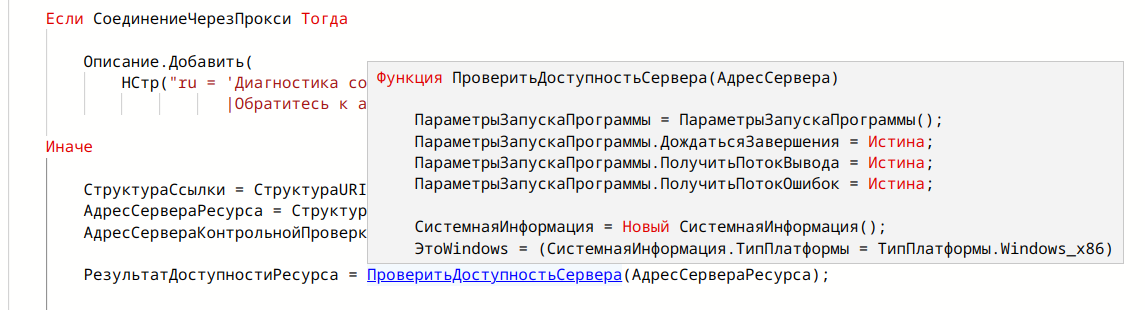 Если СоединениеЧерезПрокси Тогда
Описание.Добавить(
НСтр("ru = 'Диагностика со
|Обратитесь к а
Иначе
СтруктураСсылки = СтруктураURI
АдресСервераРесурса = Структур
АдресСервераКонтрольнойПроверк
РезультатДоступностиРесурса = ПроверитьДоступностьСервера(АдресСервераРесурса);
Функция ПроверитьДоступностьСервера(АдресСервера)
ПараметрыЗапускаПрограммы = ПараметрыЗапускаПрограммы();
ПараметрыЗапускаПрограммы.ДождатьсяЗавершения = Истина;
ПараметрыЗапускаПрограммы.ПолучитьПотокВывода = Истина;
ПараметрыЗапускаПрограммы.ПолучитьПотокОшибок = Истина;
СистемнаяИнформация = Новый СистемнаяИнформация();
ЭтоWindows = (СистемнаяИнформация.ТипПлатформы = ТипПлатформы.Windows_x86)